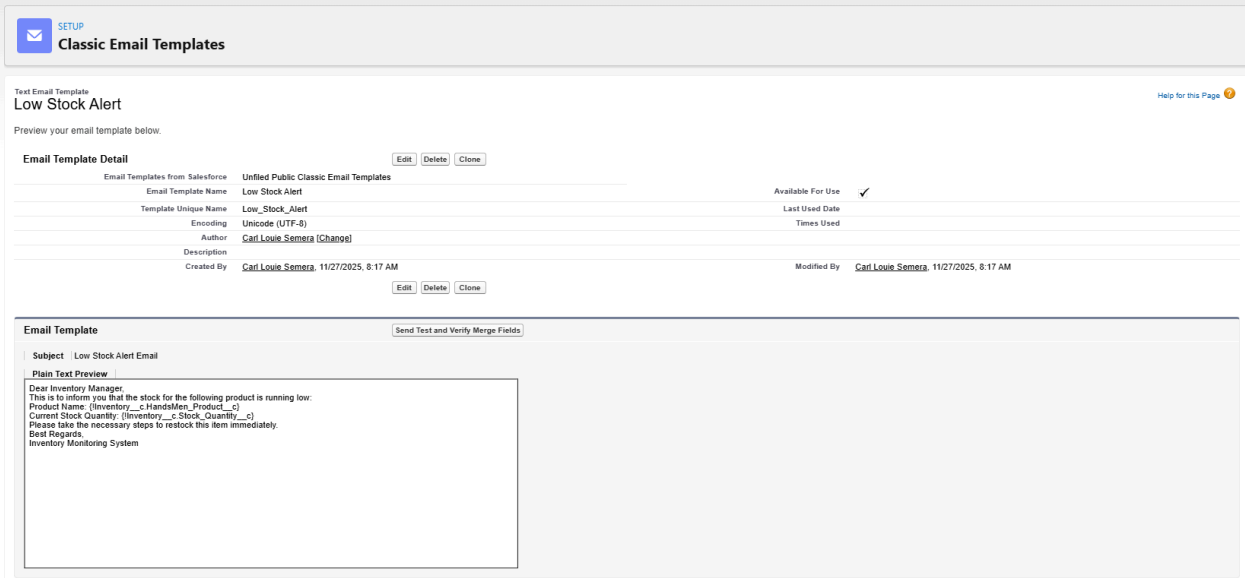 SETUP
Classic Email Templates
Text Email Template
Low Stock Alert
Help for this Page ?
Preview your email template below.
Email Template Detail Edit Delete Clone
Email Templates from Salesforce Unfiled Public Classic Email Templates
Email Template Name Low Stock Alert Available For Use ✓
Template Unique Name Low_Stock_Alert Last Used Date
Encoding Unicode (UTF-8) Times Used
Author Carl Louie Semera [Change]
Description
Created By Carl Louie Semera, 11/27/2025, 8:17 AM Modified By Carl Louie Semera, 11/27/2025, 8:17 AM
Edit Delete Clone
Email Template Send Test and Verify Merge Fields
Subject Low Stock Alert Email
Plain Text Preview
Dear Inventory Manager,
This is to inform you that the stock for the following product is running low:
Product Name: {!Inventory__c.HandsMen_Product__c}
Current Stock Quantity: {!Inventory__c.Stock_Quantity__c}
Please take the necessary steps to restock this item immediately.
Best Regards,
Inventory Monitoring System